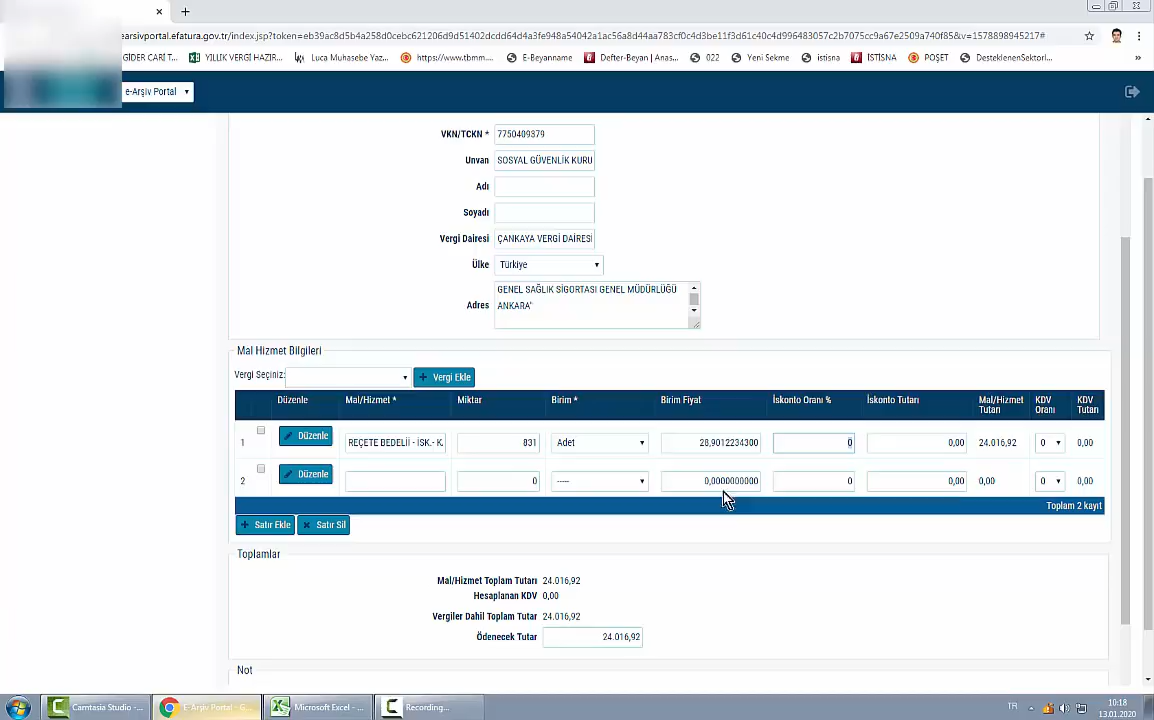 earsivportal.efatura.gov.tr/index.jsp?token=eb39ac8d5b4a258d0cebc621206d9d51402dcdd64d4a3fe948a54042a1ac56a8d44aa783cf0c4d3be11f3d61c40c4d996483057c2b7075cc9a67e2509a740f85&v=1578898945217#
GİDER CARİ T... YILLIK VERGİ HAZIR... Luca Muhasebe Yaz... https://www.tbmm.... E-Beyanname Defter-Beyan | Anas... 022 Yeni Sekme istisna İSTİSNA POŞET DesteklenenSektorl... »
e-Arşiv Portal
VKN/TCKN * 7750409379
Unvan SOSYAL GÜVENLİK KURU
Adı
Soyadı
Vergi Dairesi ÇANKAYA VERGİ DAİRESİ
Ülke Türkiye
GENEL SAĞLIK SİGORTASI GENEL MÜDÜRLÜĞÜ
Adres ANKARA"
Mal Hizmet Bilgileri
Vergi Seçiniz: + Vergi Ekle
Düzenle Mal/Hizmet * Miktar Birim * Birim Fiyat İskonto Oranı % İskonto Tutarı Mal/Hizmet Tutarı KDV Oranı KDV Tutarı
1 Düzenle REÇETE BEDELİİ - İSK.- K. 831 Adet 28,9012234300 0 0,00 24.016,92 0 0,00
2 Düzenle 0 ----- 0,0000000000 0 0,00 0,00 0 0,00
Toplam 2 kayıt
+ Satır Ekle × Satır Sil
Toplamlar
Mal/Hizmet Toplam Tutarı 24.016,92
Hesaplanan KDV 0,00
Vergiler Dahil Toplam Tutar 24.016,92
Ödenecek Tutar 24.016,92
Not
Camtasia Studio -... E-Arşiv Portal - G... Microsoft Excel -... Recording... TR 10:18
13.01.2020